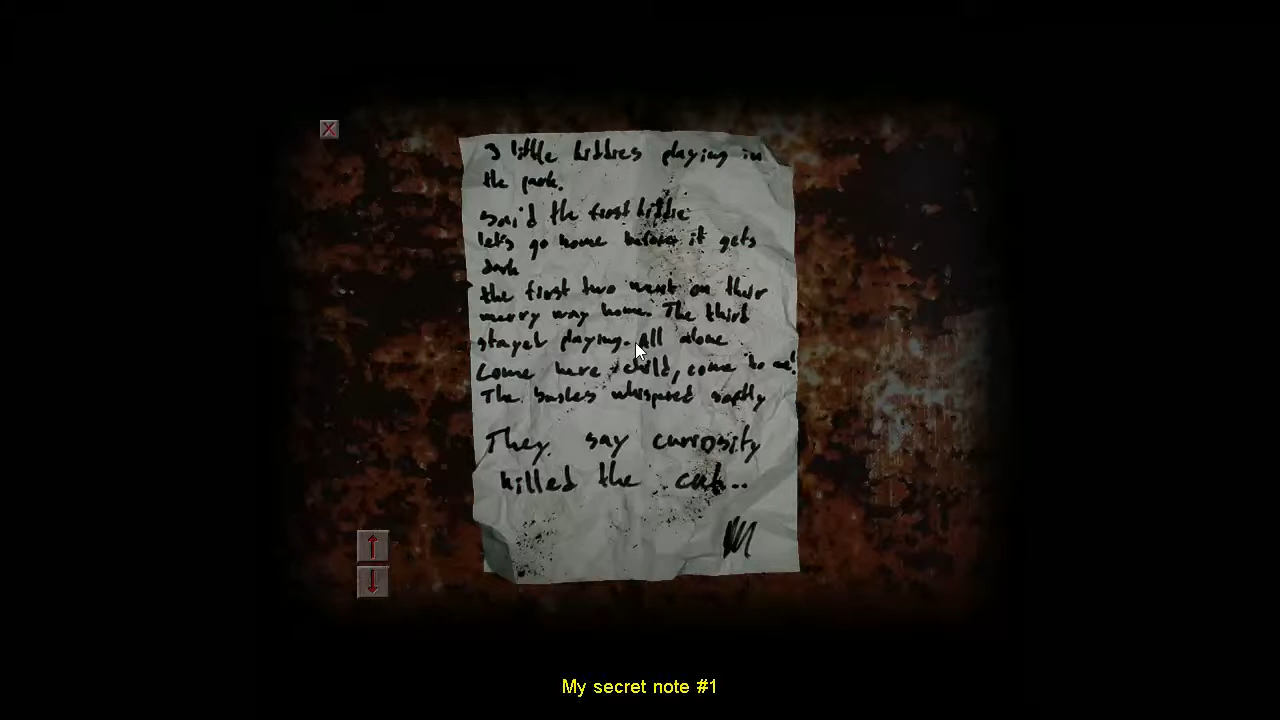 3 little kitties playing in
the park.
said the first kittie
let's go home before it gets
dark
the first two went on their
merry way home. The third
stayed playing. All alone
Come here child, come to me!
The bushes whispered softly
They say curiosity
killed the cat..
My secret note #1